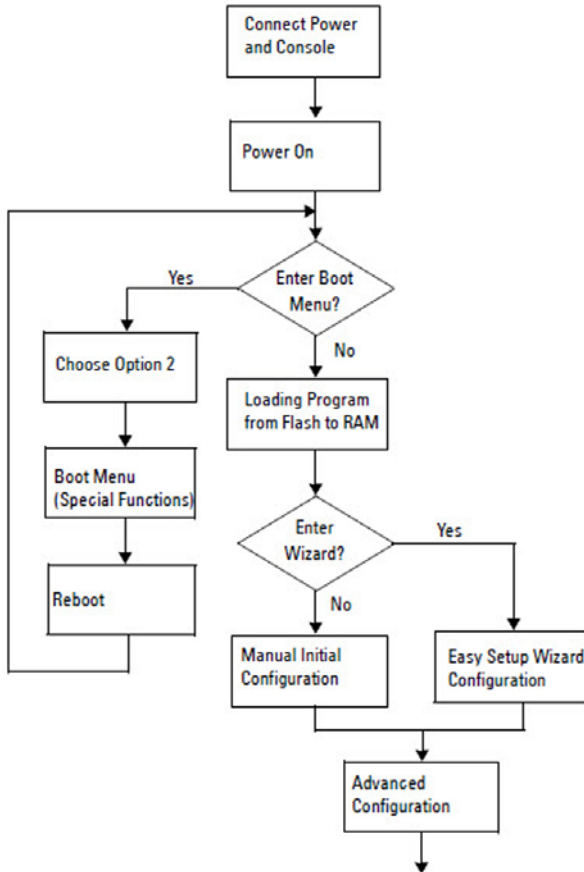 Connect Power
and Console
Power On
Enter Boot
Menu?
Yes
No
Choose Option 2
Loading Program
from Flash to RAM
Boot Menu
(Special Functions)
Enter
Wizard?
Yes
No
Reboot
Manual Initial
Configuration
Easy Setup Wizard
Configuration
Advanced
Configuration